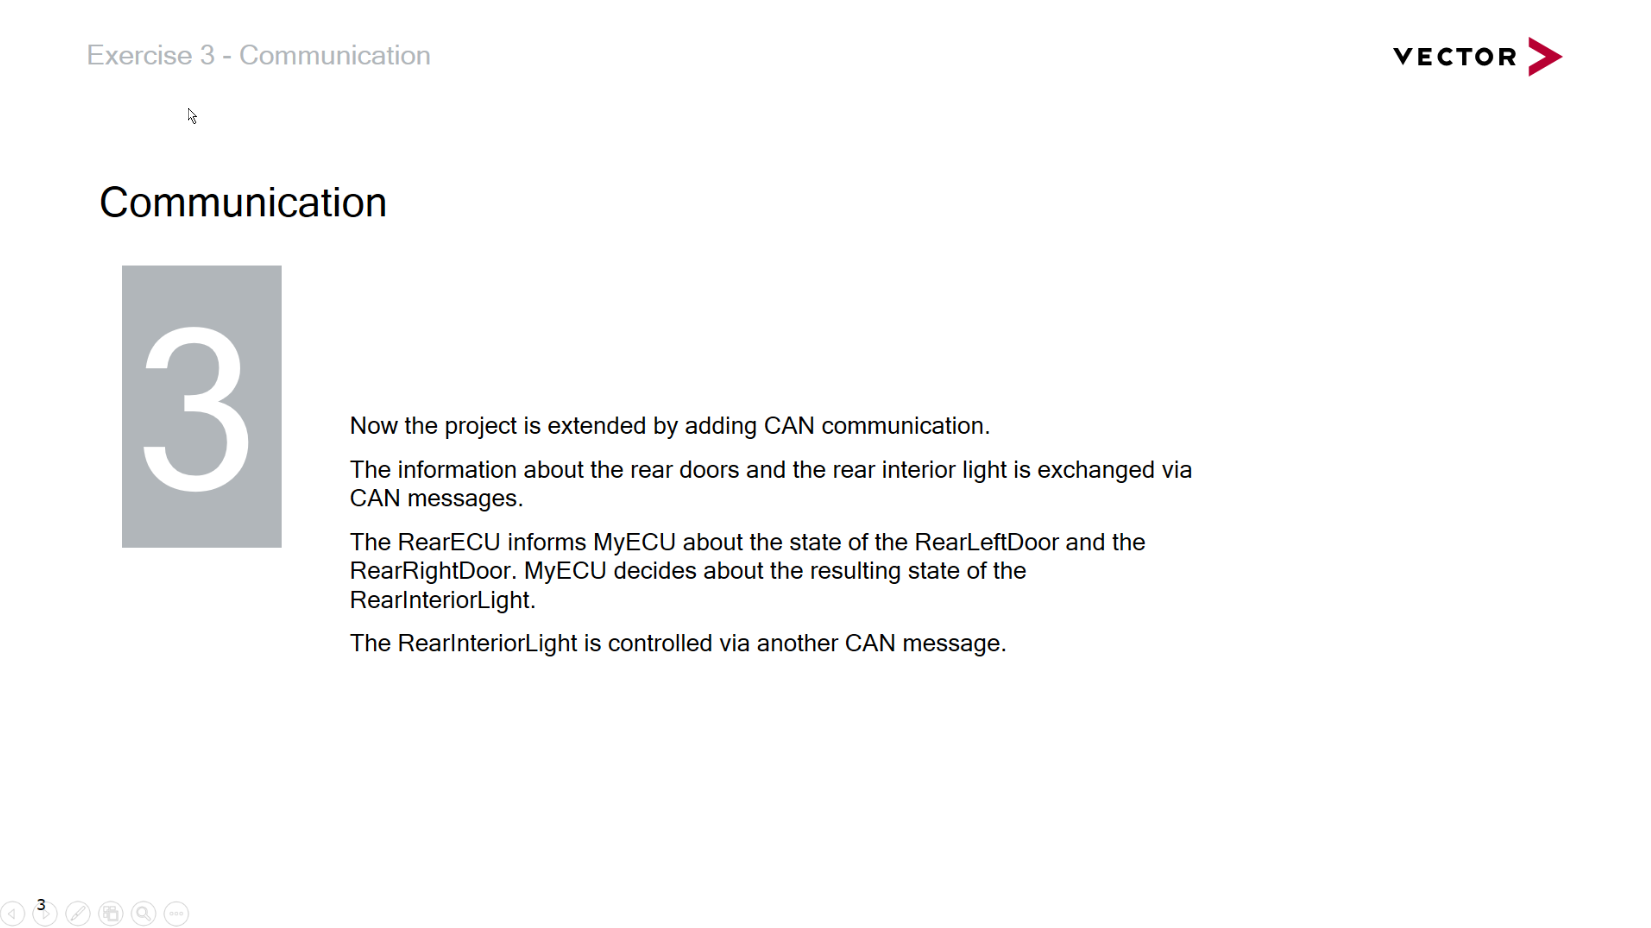 Exercise 3 - Communication
VECTOR
Communication
3
Now the project is extended by adding CAN communication.
The information about the rear doors and the rear interior light is exchanged via
CAN messages.
The RearECU informs MyECU about the state of the RearLeftDoor and the
RearRightDoor. MyECU decides about the resulting state of the
RearInteriorLight.
The RearInteriorLight is controlled via another CAN message.
3